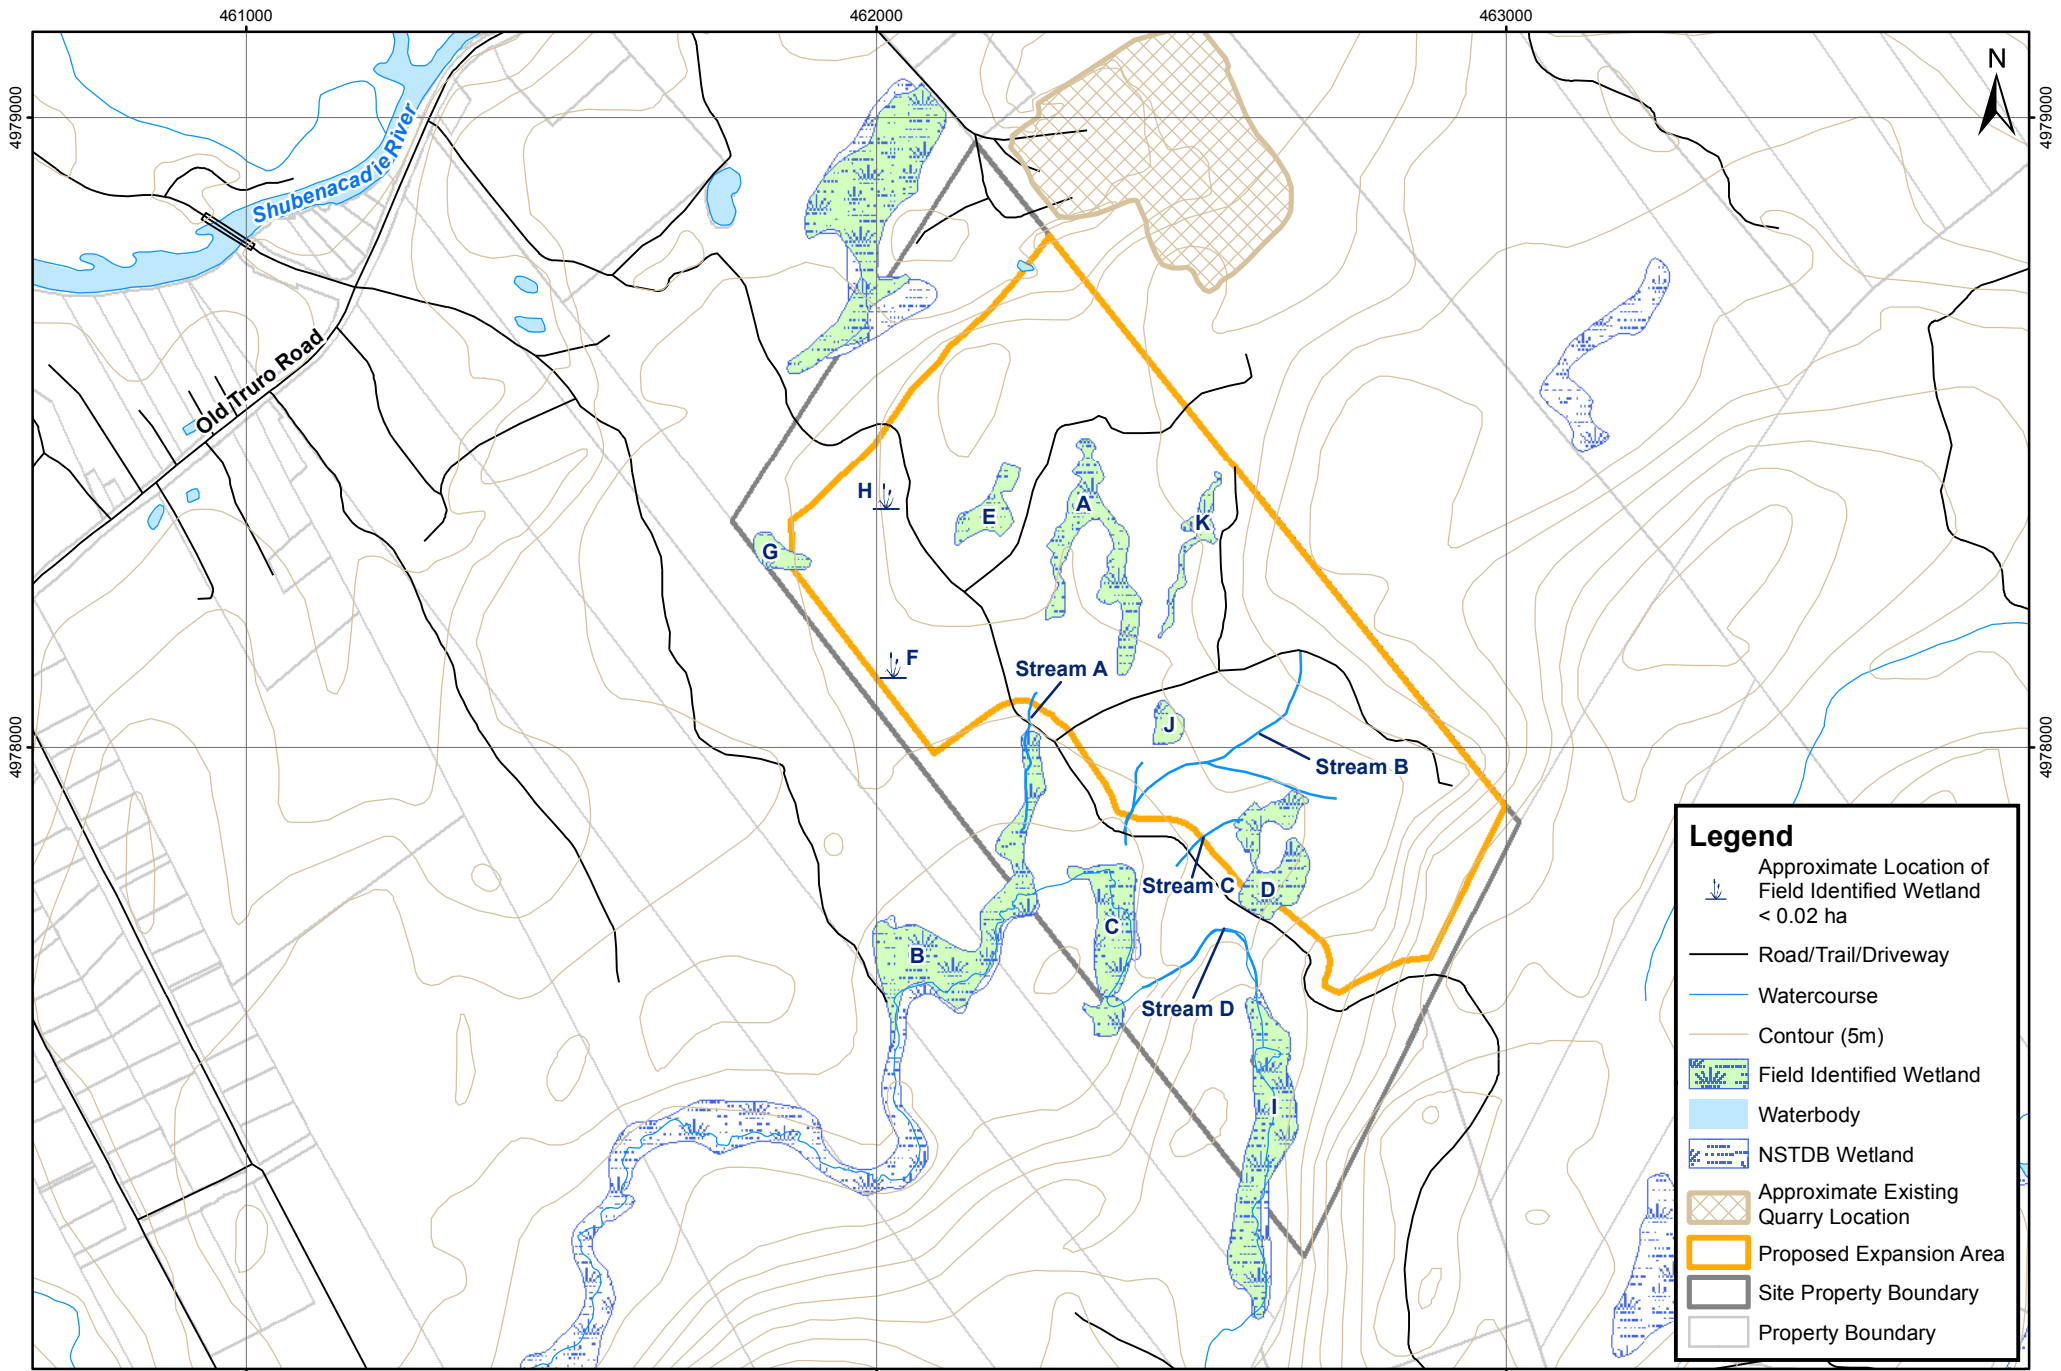 461000
462000
463000
4979000
4979000
N
Shubenacadie River
Old Truro Road
H
E
A
K
G
F
Stream A
J
Stream B
4978000
4978000
Stream C
D
C
B
Stream D
I
Legend
Approximate Location of
Field Identified Wetland
< 0.02 ha
Road/Trail/Driveway
Watercourse
Contour (5m)
Field Identified Wetland
Waterbody
NSTDB Wetland
Approximate Existing
Quarry Location
Proposed Expansion Area
Site Property Boundary
Property Boundary